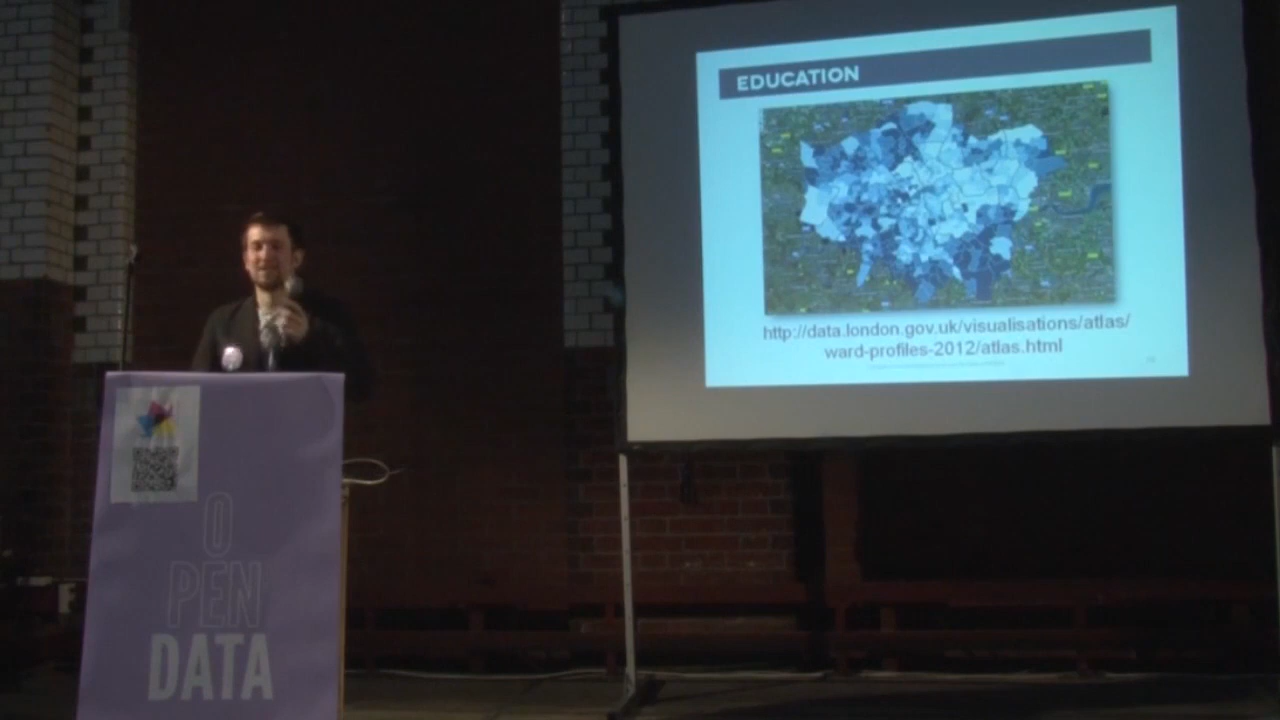 EDUCATION
http://data.london.gov.uk/visualisations/atlas/
ward-profiles-2012/atlas.html
O
PEN
DATA